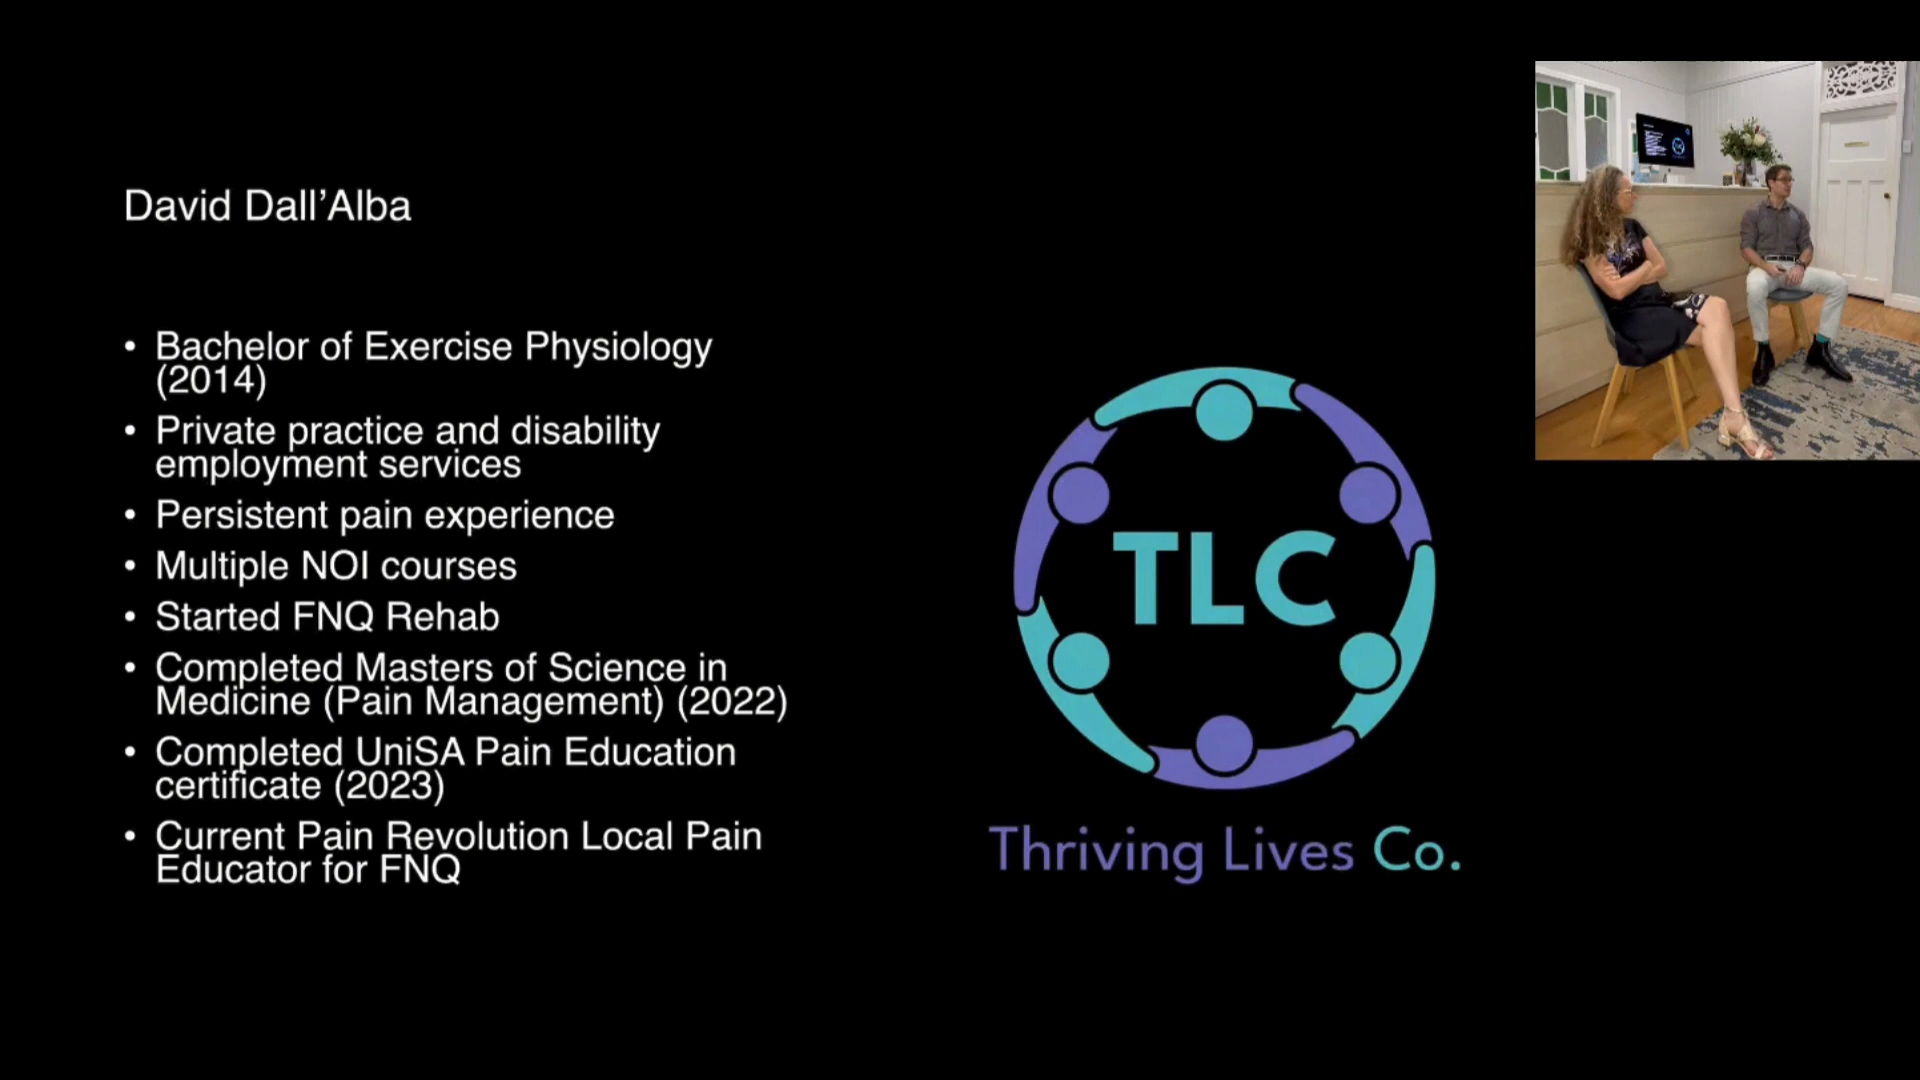 David Dall’Alba
• Bachelor of Exercise Physiology
(2014)
• Private practice and disability
employment services
• Persistent pain experience
• Multiple NOI courses
• Started FNQ Rehab
• Completed Masters of Science in
Medicine (Pain Management) (2022)
• Completed UniSA Pain Education
certificate (2023)
• Current Pain Revolution Local Pain
Educator for FNQ
TLC
Thriving Lives Co.